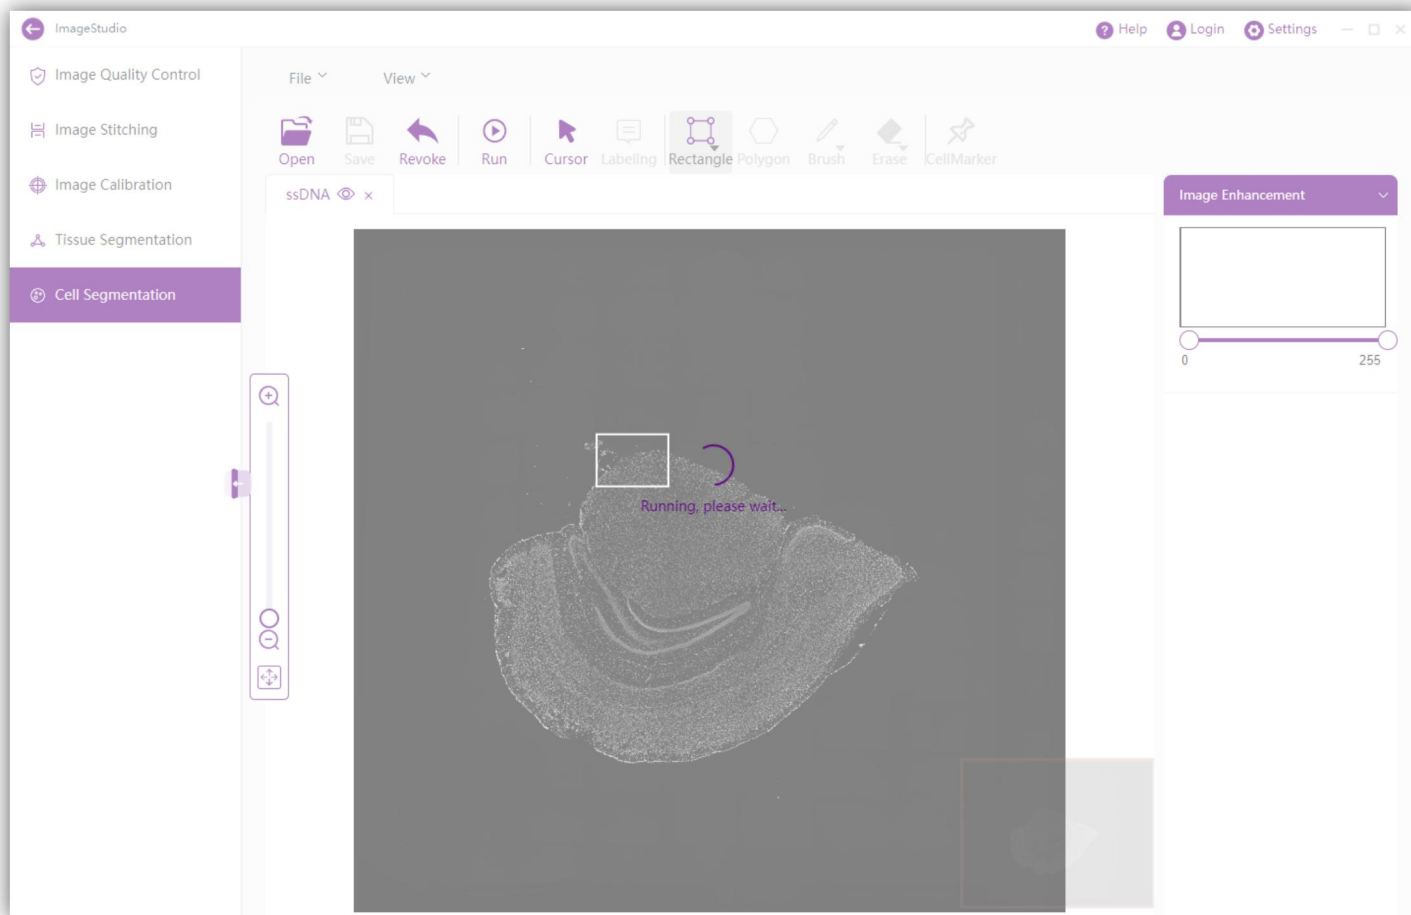 ImageStudio
Help Login Settings
Image Quality Control
Image Stitching
Image Calibration
Tissue Segmentation
Cell Segmentation
File View
Open Save Revoke Run Cursor Labeling Rectangle Polygon Brush Erase CellMarker
ssDNA
Running, please wait...
Image Enhancement
0 255